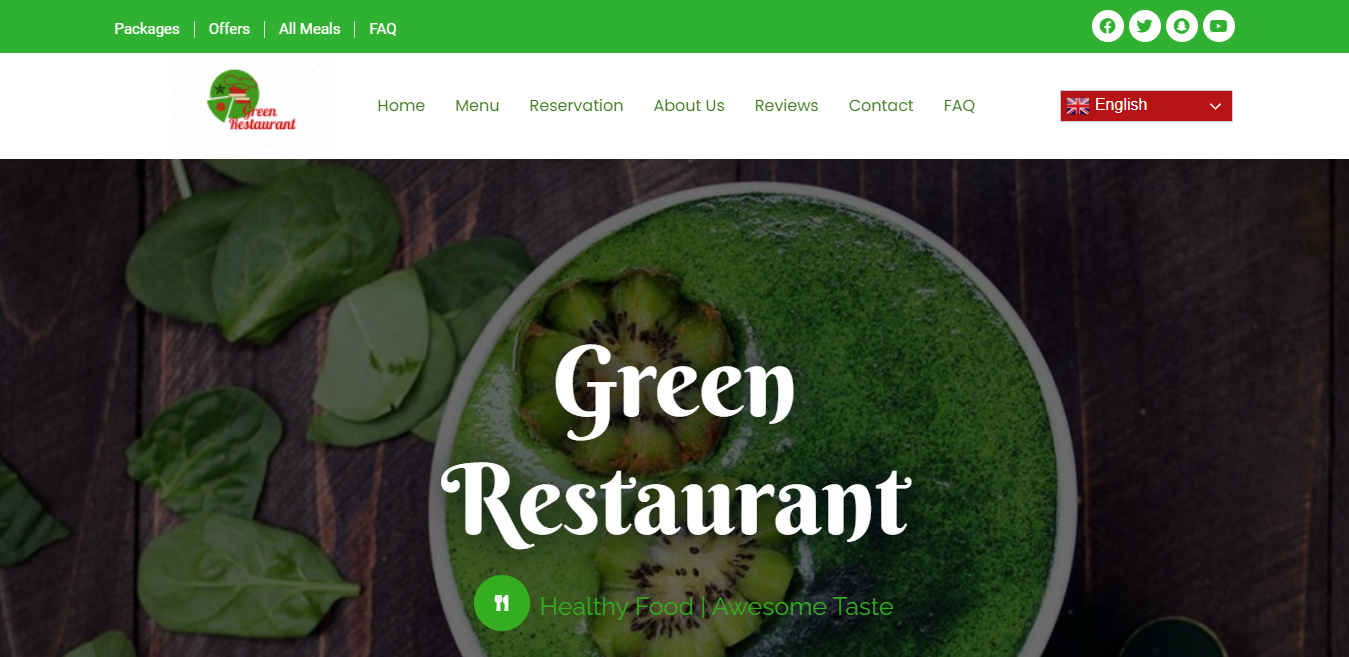 Packages
Offers
All Meals
FAQ
Green
Restaurant
Home
Menu
Reservation
About Us
Reviews
Contact
FAQ
English
Green
Restaurant
Healthy Food | Awesome Taste